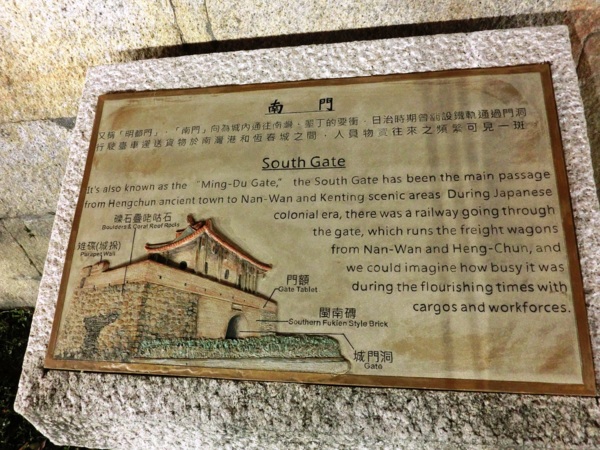 南 門
又稱「明都門」,「南門」向為城內通往南灣、墾丁的要衝,日治時期曾鋪設鐵軌通過門洞
行駛臺車運送貨物於南灣港和恆春城之間,人員物資往來之頻繁可見一斑
South Gate
It's also known as the "Ming-Du Gate," the South Gate has been the main passage
from Hengchun ancient town to Nan-Wan and Kenting scenic areas. During Japanese
colonial era, there was a railway going through
the gate, which runs the freight wagons
from Nan-Wan and Heng-Chun, and
we could imagine how busy it was
during the flourishing times with
cargos and workforces.
礫石疊咾咕石
Boulders & Coral Reef Rocks
雉堞(城垛)
Parapet Wall
門額
Gate Tablet
閩南磚
Southern Fukien Style Brick
城門洞
Gate